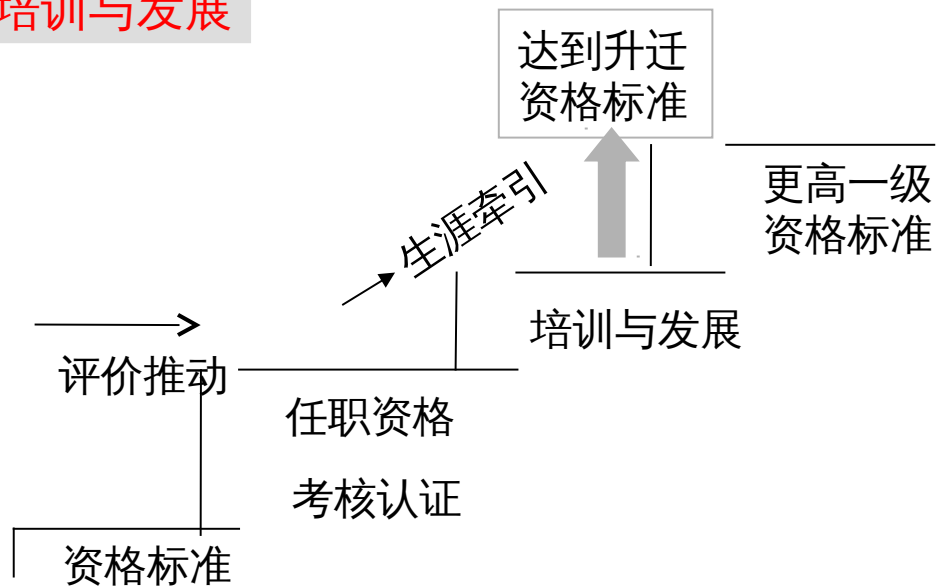 培训与发展
达到升迁
资格标准
更高一级
资格标准
生涯牵引
培训与发展
评价推动
任职资格
考核认证
资格标准